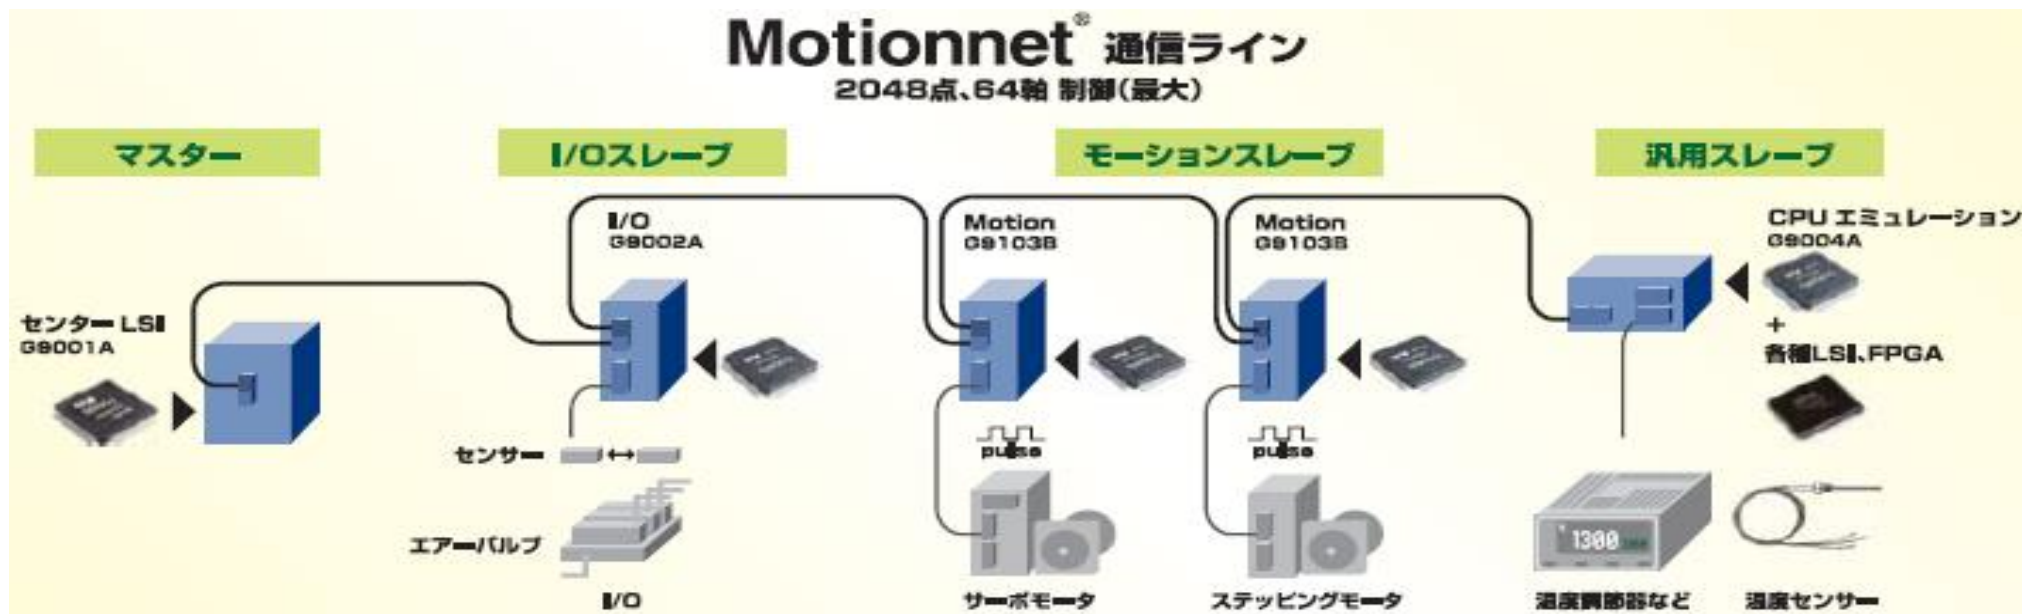 Motionnet® 通信ライン
2048点、64軸 制御(最大)
マスター
I/Oスレーブ
モーションスレーブ
汎用スレーブ
センターLSI
G9001A
I/O
G9002A
Motion
G9103B
Motion
G9103B
CPU エミュレーション
G9004A
+
各種LSI、FPGA
センサー
エアーバルブ
I/O
pulse
サーボモータ
pulse
ステッピングモータ
1300
温度調節器など
温度センサー